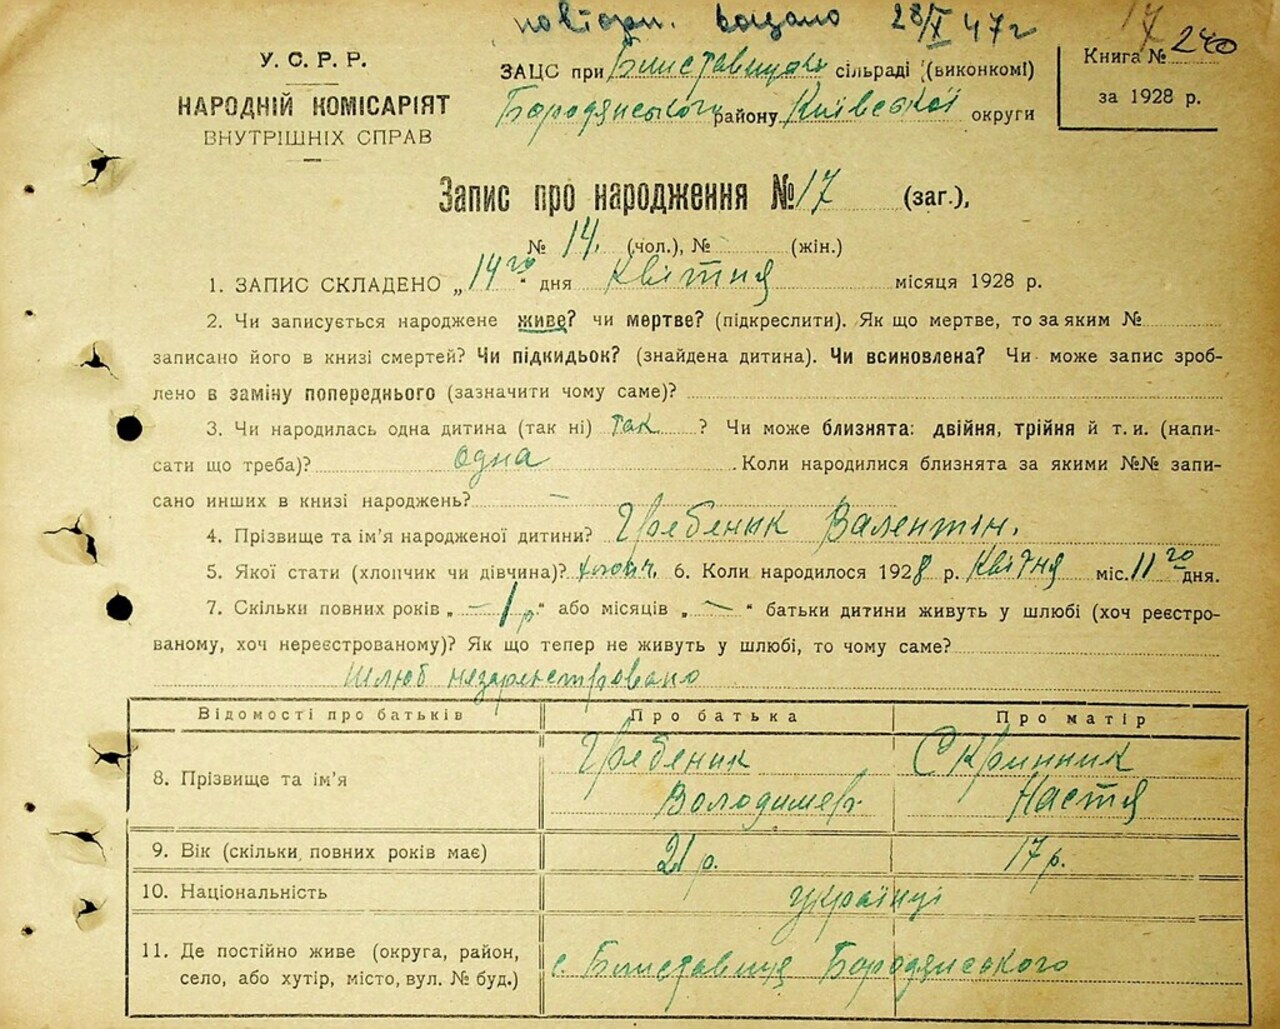 повторн. видано 28/X 47 г
17 240
У. С. Р. Р.
НАРОДНІЙ КОМІСАРІЯТ
ВНУТРІШНІХ СПРАВ
ЗАЦС при Блиставицькі сільраді (виконкомі)
Бородянського району Київської округи
Книга №
за 1928 р.
Запис про народження № 17 (заг.),
№ 14. (чол.), № – (жін.)
1. ЗАПИС СКЛАДЕНО „14го“ дня Квітня місяця 1928 р.
2. Чи записується народжене живе? чи мертве? (підкреслити). Як що мертве, то за яким №
записано його в книзі смертей? Чи підкидьок? (знайдена дитина). Чи всиновлена? Чи може запис зроб-
лено в заміну попереднього (зазначити чому саме)?
3. Чи народилась одна дитина (так ні) так ? Чи може близнята: двійня, трійня й т. и. (напи-
сати що треба)? одна . Коли народилися близнята за якими №№ запи-
сано инших в книзі народжень? —
4. Прізвище та ім'я народженої дитини? Гребеник Валентін.
5. Якої стати (хлопчик чи дівчина)? хлопч. 6. Коли народилося 1928 р. Квітня міс. 11го дня.
7. Скільки повних років „—1 р.“ або місяців „—“ батьки дитини живуть у шлюбі (хоч реєстро-
ваному, хоч нереєстрованому)? Як що тепер не живуть у шлюбі, то чому саме?
Шлюб незареєстровано
Відомості про батьків Про батька Про матір
8. Прізвище та ім'я Гребеник Володимер Скринник Настя
9. Вік (скільки повних років має) 21 р. 17 р.
10. Національність українці
11. Де постійно живе (округа, район,
село, або хутір, місто, вул. № буд.) с. Блиставиця Бородянського